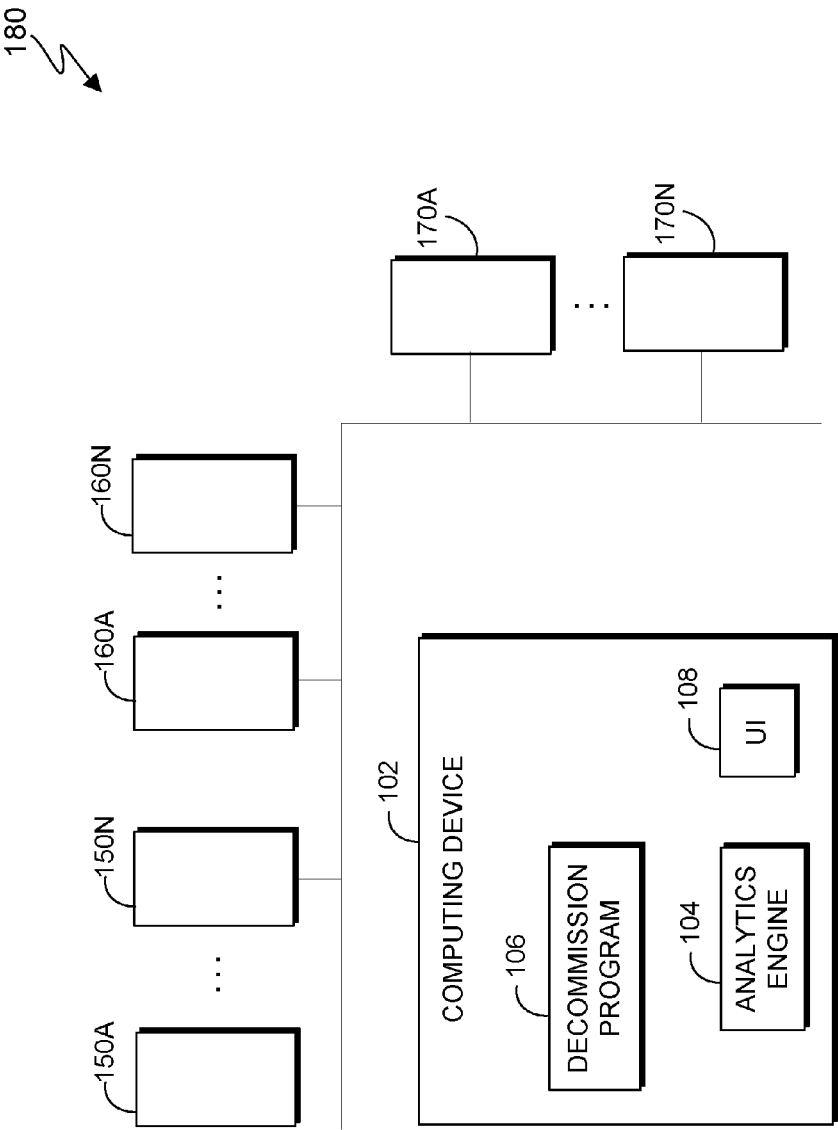 180
150A
...
150N
160A
...
160N
170A
...
170N
102
COMPUTING DEVICE
106
DECOMMISSION
PROGRAM
104
ANALYTICS
ENGINE
108
UI